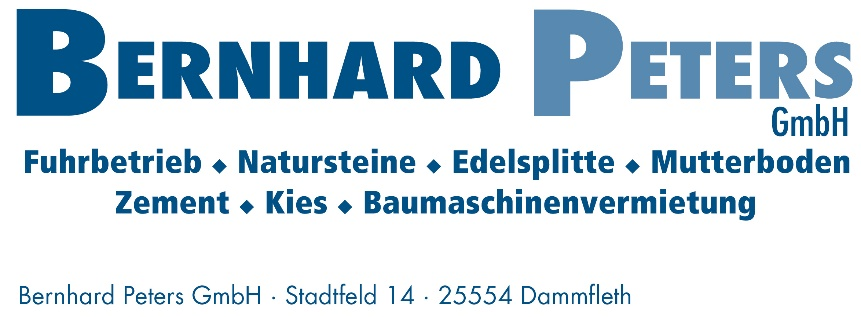 BERNHARD PETERS
GmbH
Fuhrbetrieb ◆ Natursteine ◆ Edelsplitte ◆ Mutterboden
Zement ◆ Kies ◆ Baumaschinenvermietung
Bernhard Peters GmbH · Stadtfeld 14 · 25554 Dammfleth